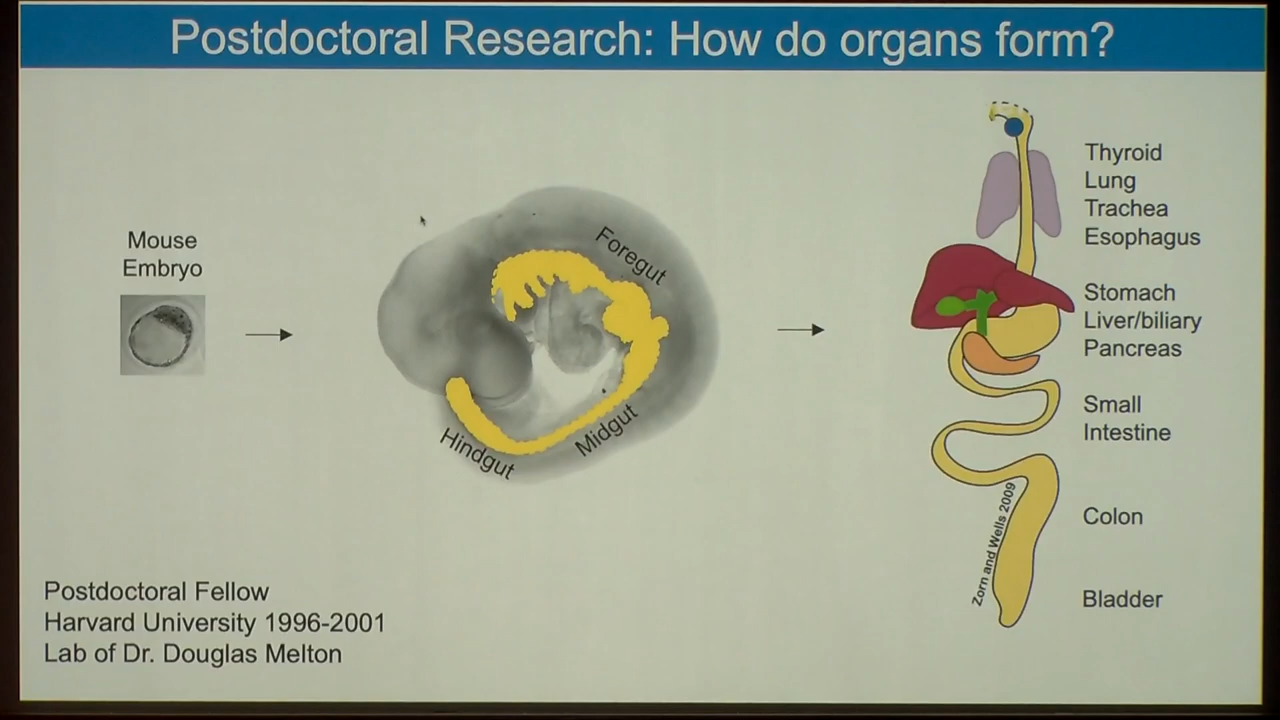 Postdoctoral Research: How do organs form?
Mouse
Embryo
Foregut
Midgut
Hindgut
Thyroid
Lung
Trachea
Esophagus
Stomach
Liver/biliary
Pancreas
Small
Intestine
Colon
Bladder
Zorn and Wells 2009
Postdoctoral Fellow
Harvard University 1996-2001
Lab of Dr. Douglas Melton